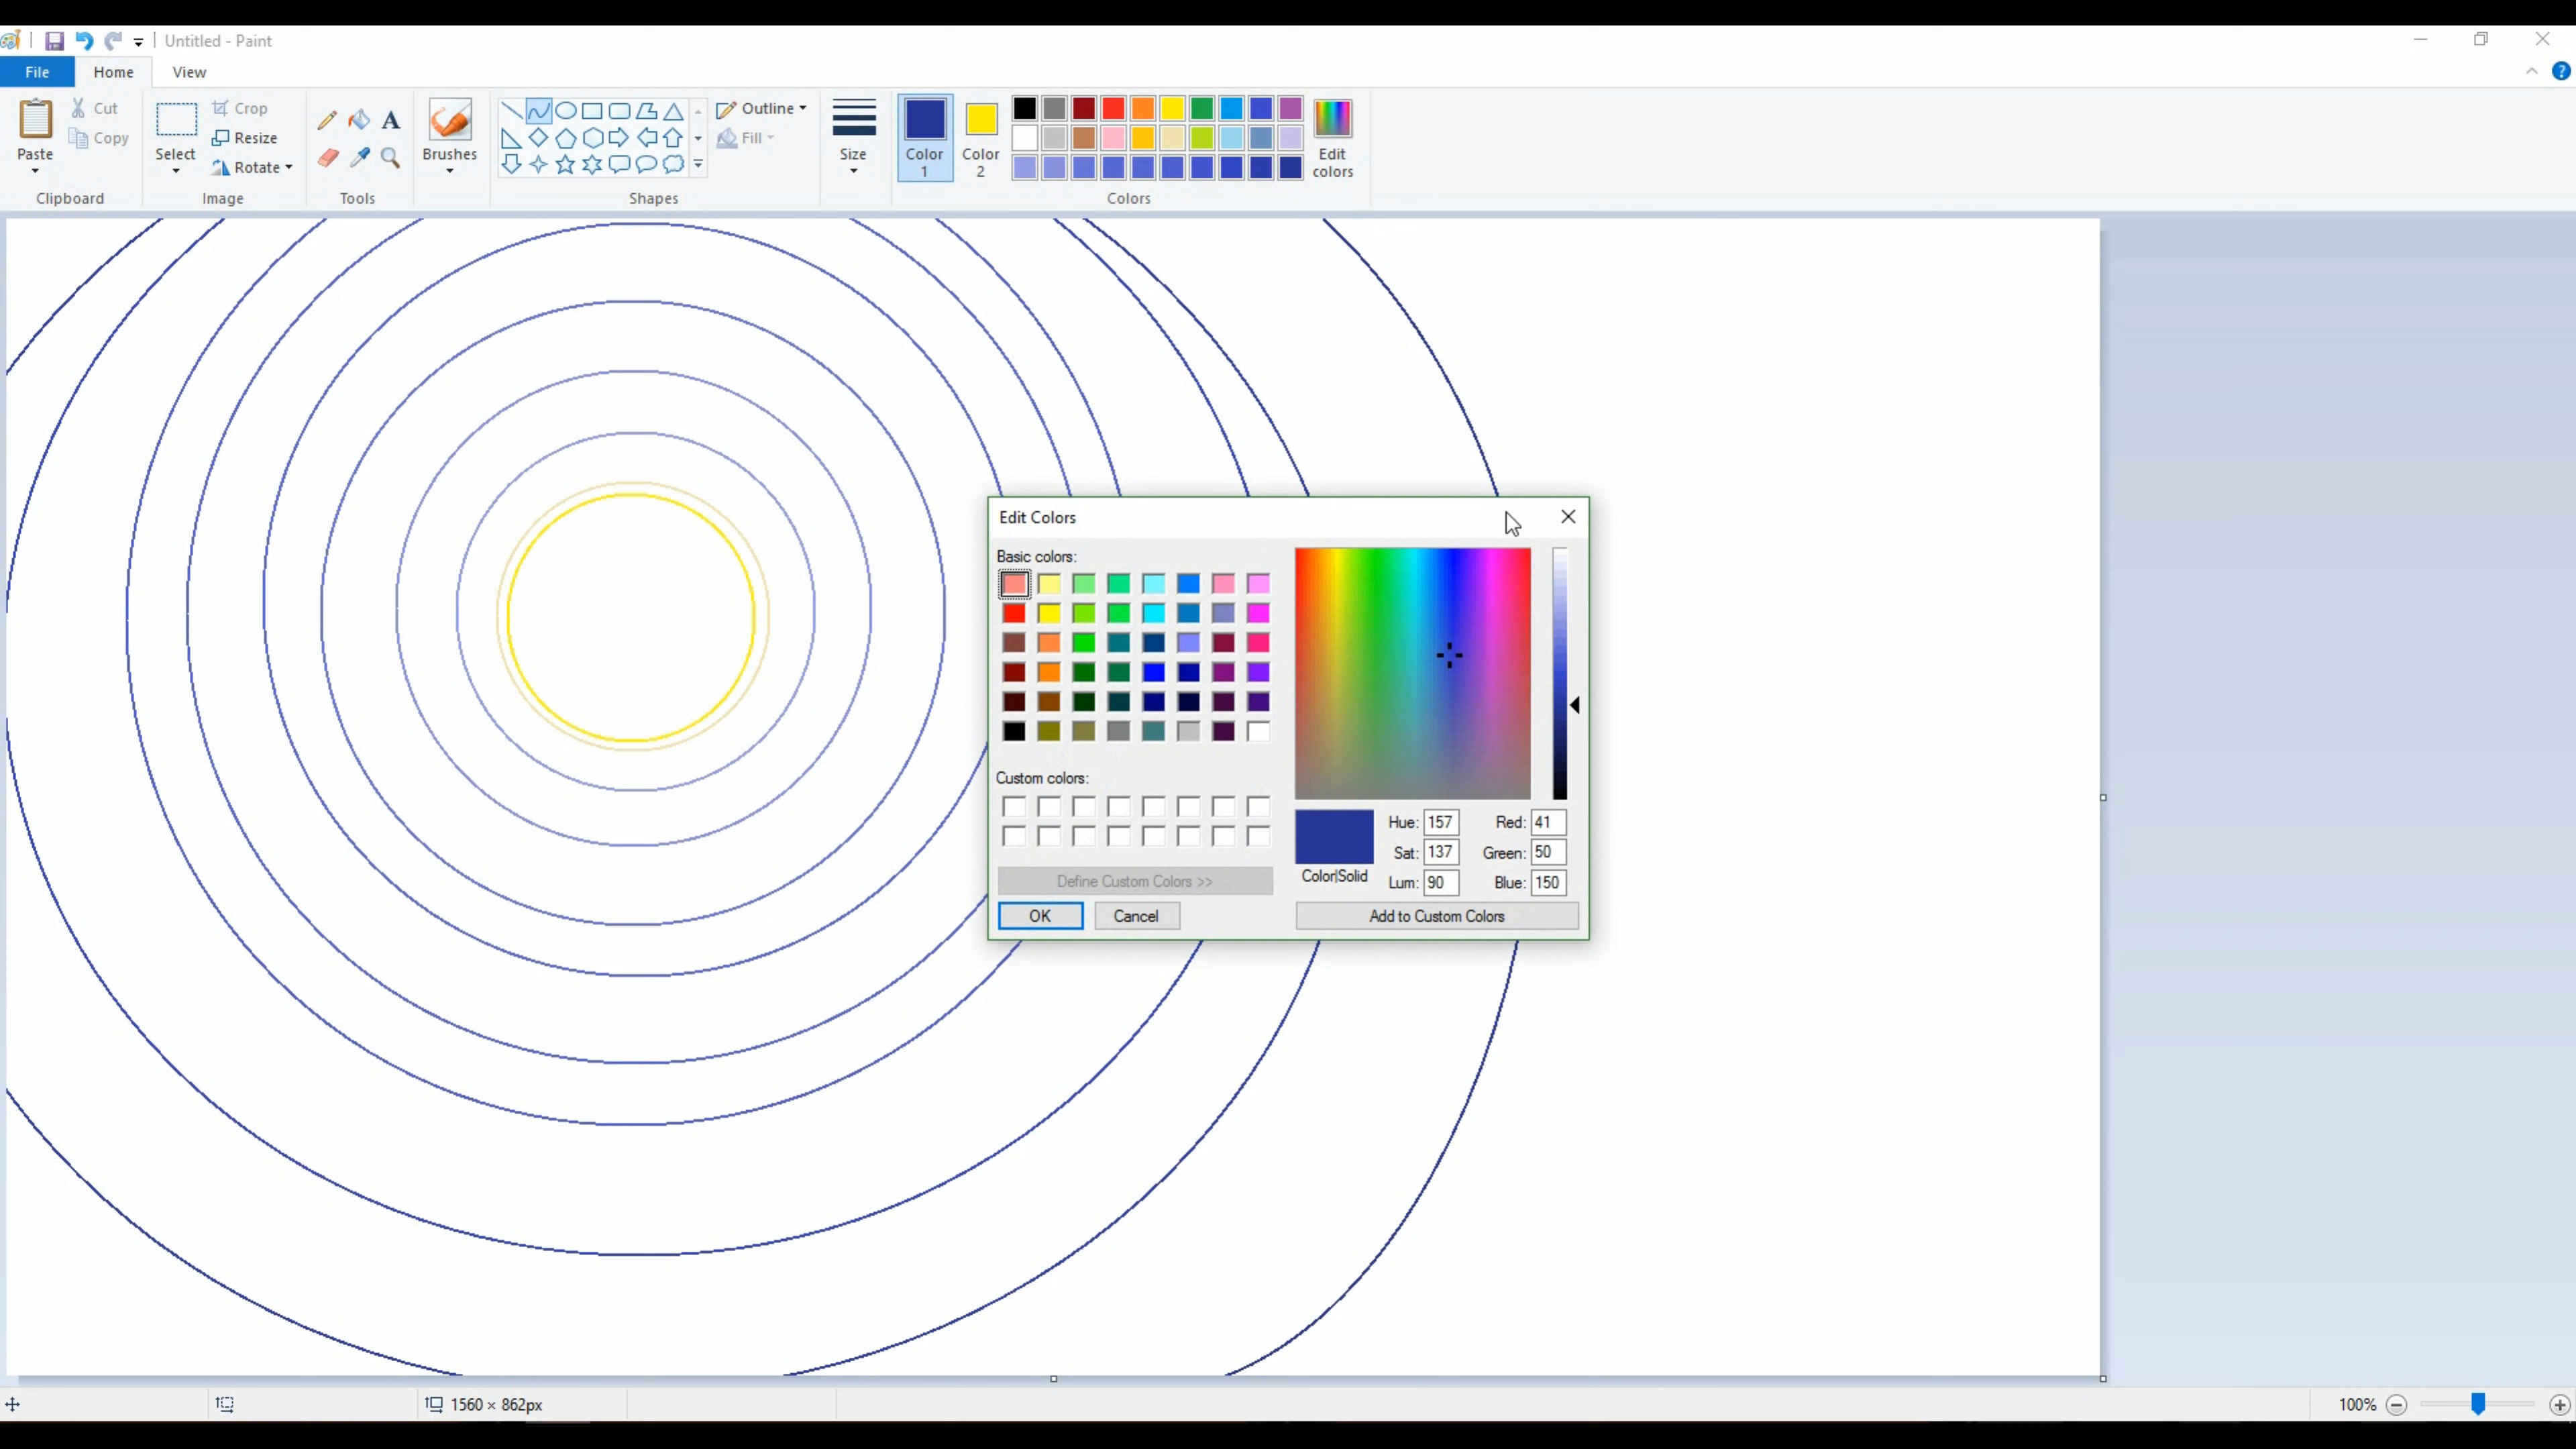 Untitled - Paint
File Home View
Paste Cut Copy
Select Crop Resize Rotate
Brushes
Outline Fill
Size
Color 1 Color 2
Edit colors
Clipboard Image Tools Shapes Colors
Edit Colors
Basic colors:
Custom colors:
Define Custom Colors >>
OK Cancel
Color|Solid
Hue: 157 Red: 41
Sat: 137 Green: 50
Lum: 90 Blue: 150
Add to Custom Colors
1560 × 862px 100%